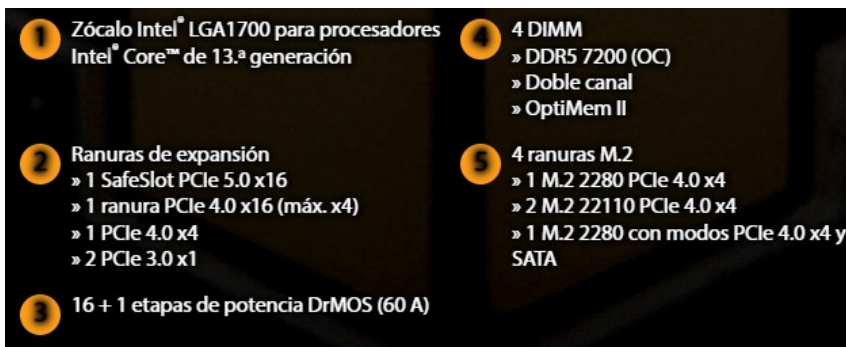 1
Zócalo Intel® LGA1700 para procesadores
Intel® Core™ de 13.ª generación
2
Ranuras de expansión
» 1 SafeSlot PCIe 5.0 x16
» 1 ranura PCIe 4.0 x16 (máx. x4)
» 1 PCIe 4.0 x4
» 2 PCIe 3.0 x1
3
16 + 1 etapas de potencia DrMOS (60 A)
4
4 DIMM
» DDR5 7200 (OC)
» Doble canal
» OptiMem II
5
4 ranuras M.2
» 1 M.2 2280 PCIe 4.0 x4
» 2 M.2 22110 PCIe 4.0 x4
» 1 M.2 2280 con modos PCIe 4.0 x4 y
SATA